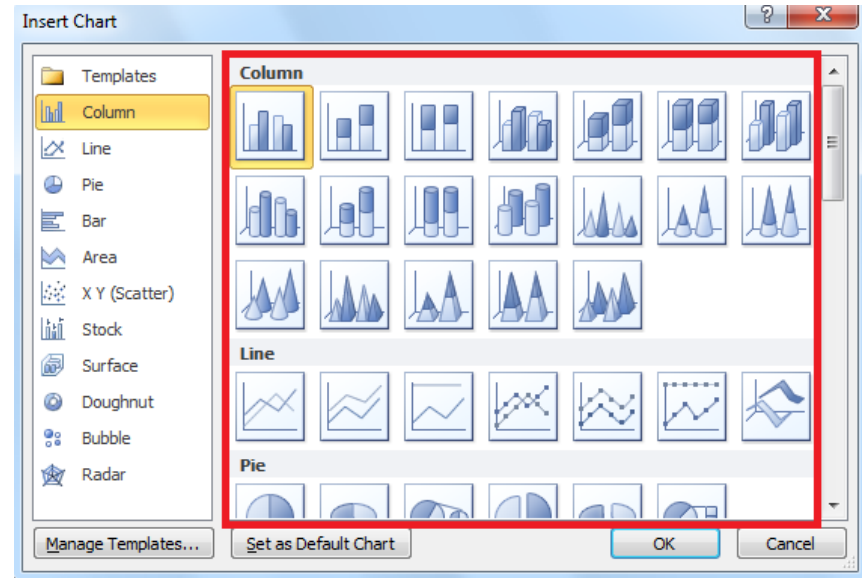 Insert Chart
Templates
Column
Line
Pie
Bar
Area
X Y (Scatter)
Stock
Surface
Doughnut
Bubble
Radar
Column
Line
Pie
Manage Templates...
Set as Default Chart
OK
Cancel